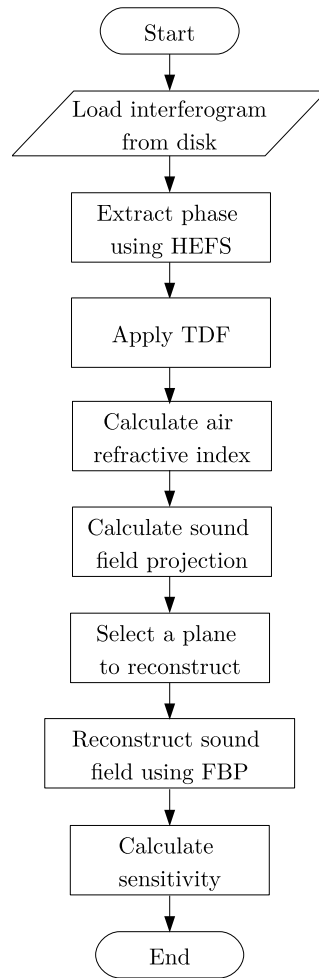 Start
Load interferogram
from disk
Extract phase
using HEFS
Apply TDF
Calculate air
refractive index
Calculate sound
field projection
Select a plane
to reconstruct
Reconstruct sound
field using FBP
Calculate
sensitivity
End